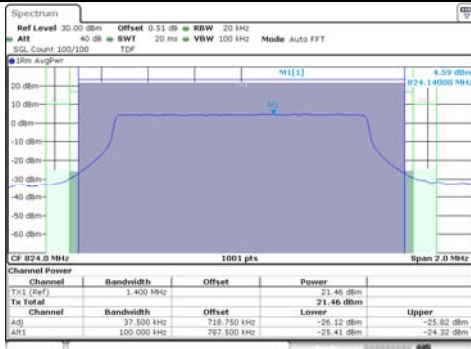 Spectrum
Ref Level 30.00 dBm Offset 0.51 dB RBW 20 kHz
Att 40 dB SWT 20 ms VBW 100 kHz Mode Auto FFT
SGL Count 100/100 TDF
1Rm AvgPwr
M1[1] 4.59 dBm
824.14000 MHz
20 dBm
M1
10 dBm
0 dBm
-10 dBm
-20 dBm
-30 dBm
-40 dBm
-50 dBm
-60 dBm
CF 824.0 MHz 1001 pts Span 2.0 MHz
Channel Power
Channel Bandwidth Offset Power
TX1 (Ref) 1.400 MHz 21.46 dBm
Tx Total 21.46 dBm
Channel Bandwidth Offset Lower Upper
Adj 37.500 kHz 718.750 kHz -26.12 dBm -25.82 dBm
Alt1 100.000 kHz 787.500 kHz -25.41 dBm -24.32 dBm